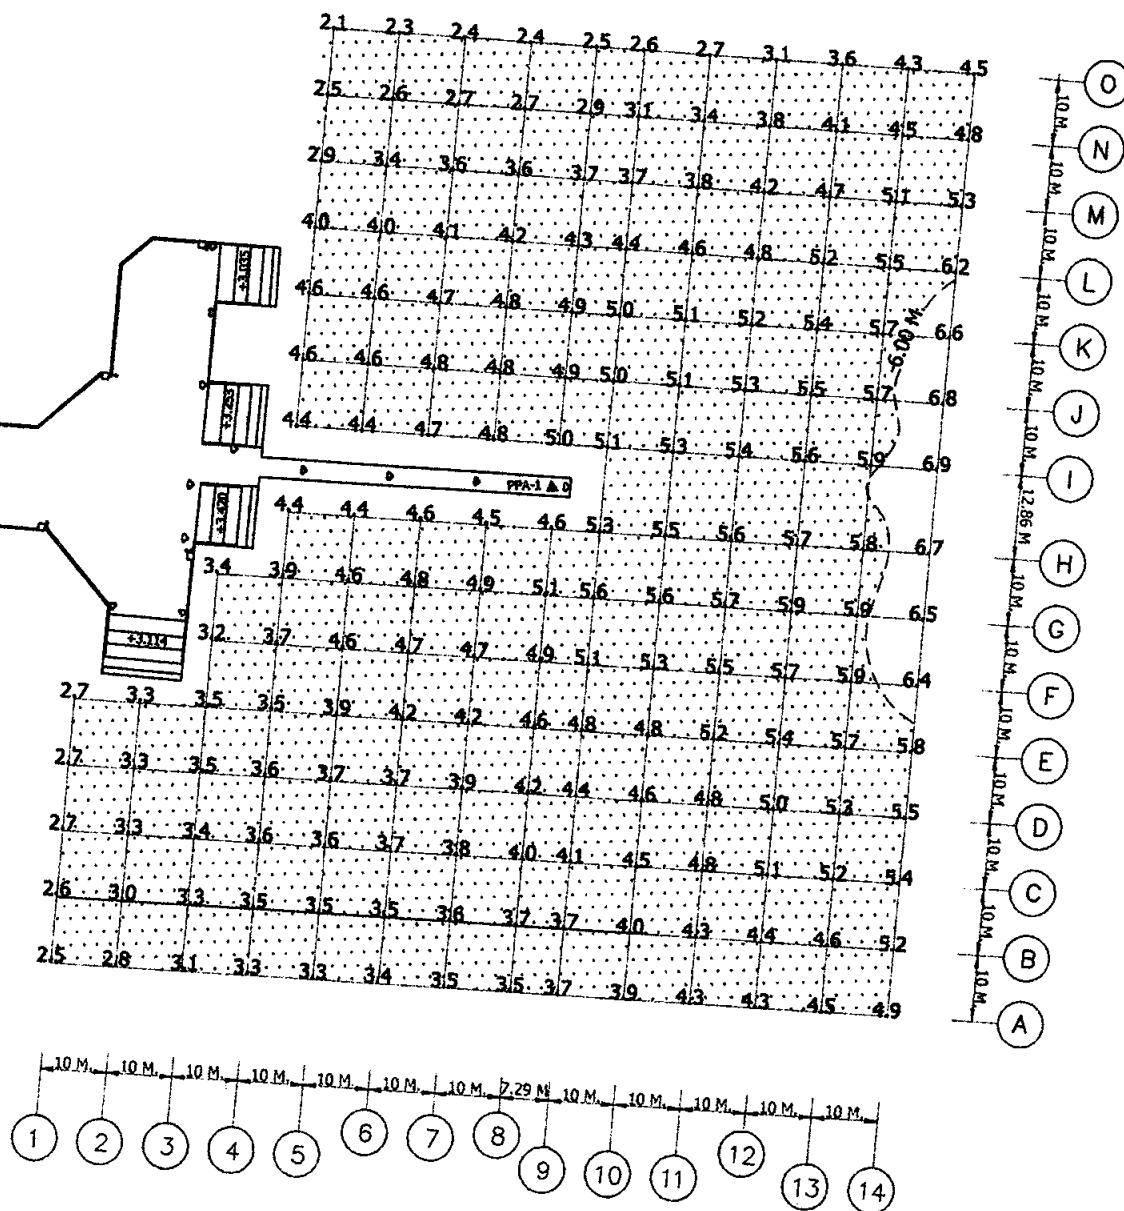 2.1 2.3 2.4 2.4 2.5 2.6 2.7 3.1 3.6 4.3 4.5
O
10 M.
2.5 2.6 2.7 2.7 2.9 3.1 3.4 3.8 4.1 4.5 4.8
N
10 M.
2.9 3.4 3.6 3.6 3.7 3.7 3.8 4.2 4.7 5.1 5.3
M
10 M.
4.0 4.0 4.1 4.2 4.3 4.4 4.6 4.8 5.2 5.5 6.2
L
+3.035
10 M.
4.6 4.6 4.7 4.8 4.9 5.0 5.1 5.2 5.4 5.7 6.6
K
6.00 M.
10 M.
4.6 4.6 4.8 4.8 4.9 5.0 5.1 5.3 5.5 5.7 6.8
J
10 M.
4.4 4.4 4.7 4.8 5.0 5.1 5.3 5.4 5.6 5.9 6.9
I
PPA-1
12.86 M
4.4 4.4 4.6 4.5 4.6 5.3 5.5 5.6 5.7 5.8 6.7
H
+3.420
10 M.
3.4 3.9 4.6 4.8 4.9 5.1 5.6 5.6 5.7 5.9 5.9 6.5
G
+3.114
10 M.
3.2 3.7 4.6 4.7 4.7 4.9 5.1 5.3 5.5 5.7 5.9 6.4
F
10 M.
2.7 3.3 3.5 3.5 3.9 4.2 4.2 4.6 4.8 4.8 5.2 5.4 5.7 5.8
E
10 M.
2.7 3.3 3.5 3.6 3.7 3.7 3.9 4.2 4.4 4.6 4.8 5.0 5.3 5.5
D
10 M.
2.7 3.3 3.4 3.6 3.6 3.7 3.8 4.0 4.1 4.5 4.8 5.1 5.2 5.4
C
10 M.
2.6 3.0 3.3 3.5 3.5 3.5 3.6 3.7 3.7 4.0 4.3 4.4 4.6 5.2
B
10 M.
2.5 2.8 3.1 3.3 3.3 3.4 3.5 3.5 3.7 3.9 4.3 4.3 4.5 4.9
A
10 M. 10 M. 10 M. 10 M. 10 M. 10 M. 10 M. 7.29 M 10 M. 10 M. 10 M. 10 M. 10 M.
1 2 3 4 5 6 7 8 9 10 11 12 13 14